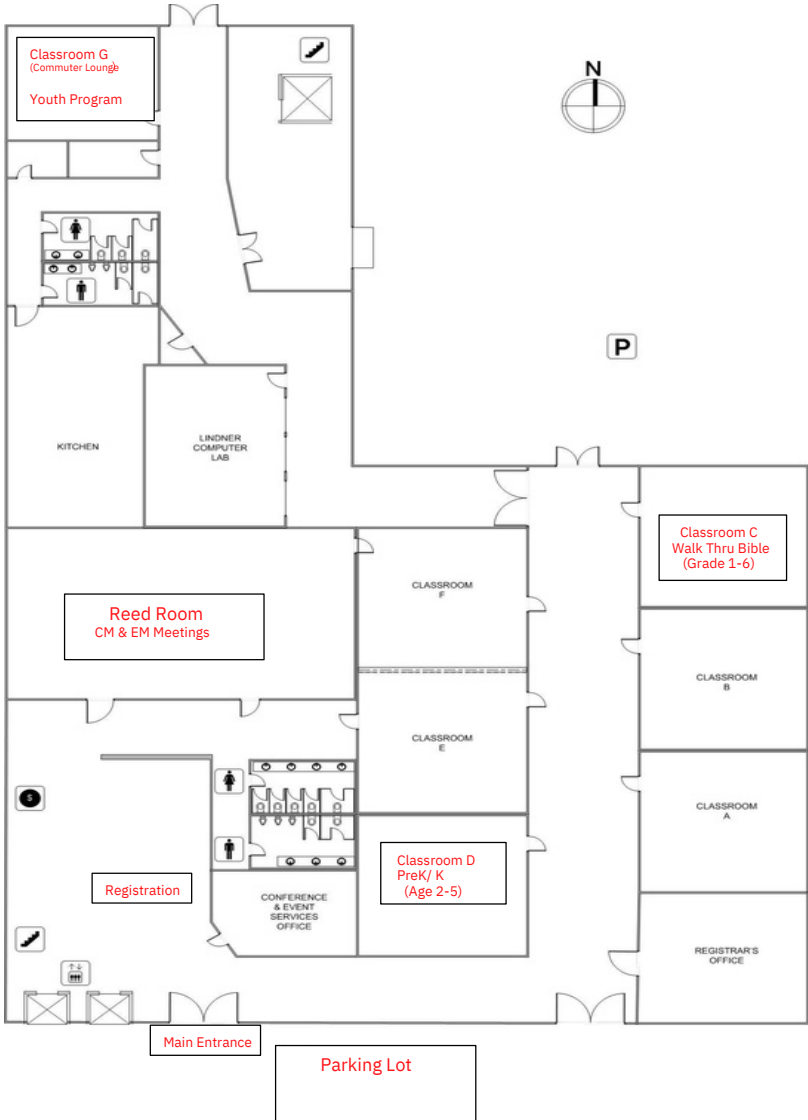 Classroom G
(Commuter Lounge)
Youth Program
N
P
KITCHEN
LINDNER
COMPUTER
LAB
Classroom C
Walk Thru Bible
(Grade 1-6)
CLASSROOM
F
Reed Room
CM & EM Meetings
CLASSROOM
B
CLASSROOM
E
$
CLASSROOM
A
Classroom D
PreK/ K
(Age 2-5)
Registration
CONFERENCE
& EVENT
SERVICES
OFFICE
REGISTRAR'S
OFFICE
Main Entrance
Parking Lot